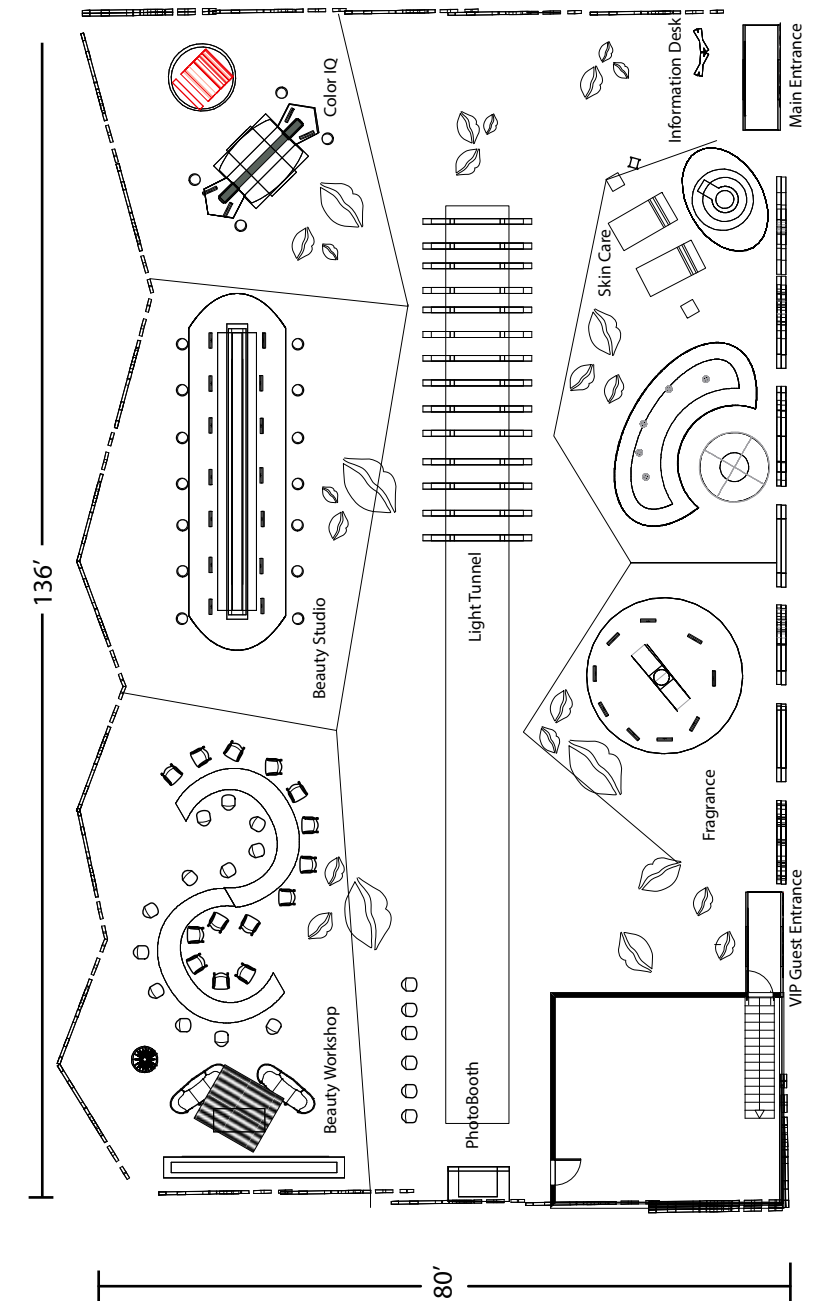 Information Desk
Main Entrance
Color IQ
Skin Care
136’
Light Tunnel
Beauty Studio
Fragrance
VIP Guest Entrance
Beauty Workshop
PhotoBooth
80’